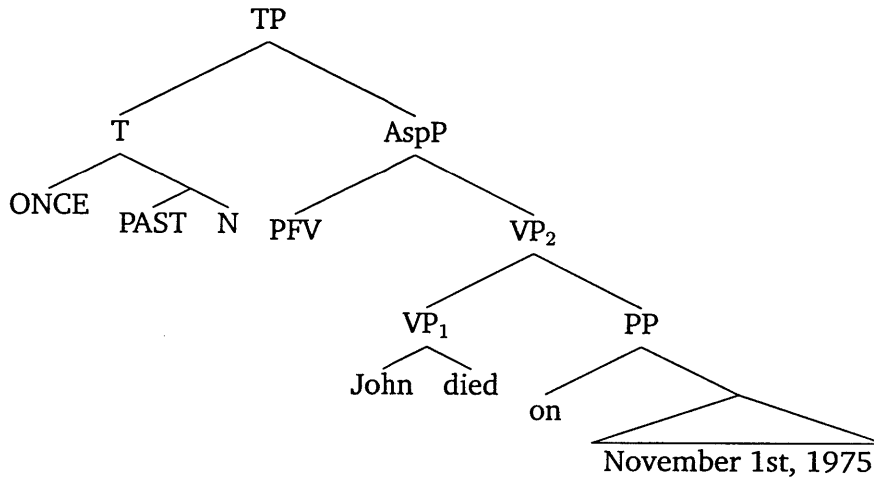 TP
T AspP
ONCE PAST N PFV VP₂
VP₁ PP
John died on
November 1st, 1975